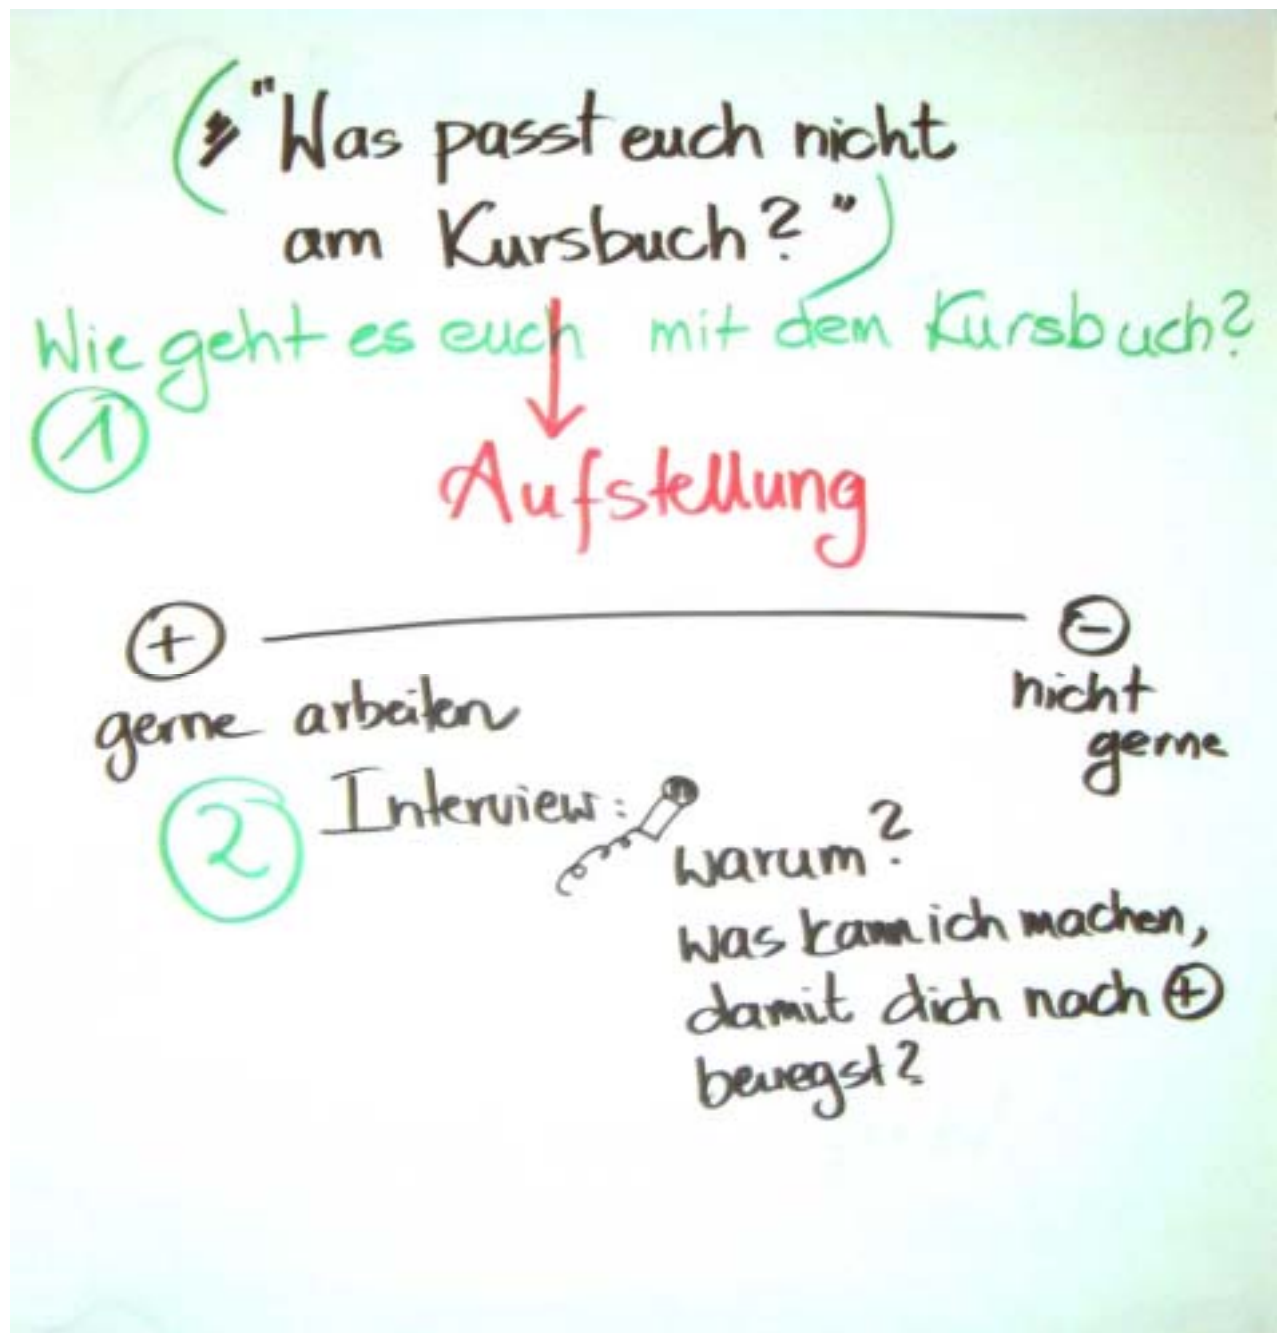 "Was passt euch nicht
am Kursbuch?"
Wie geht es euch mit dem Kursbuch?
1
Aufstellung
+ -
gerne arbeiten
nicht
gerne
2 Interview:
warum?
was kann ich machen,
damit dich nach +
bewegst?